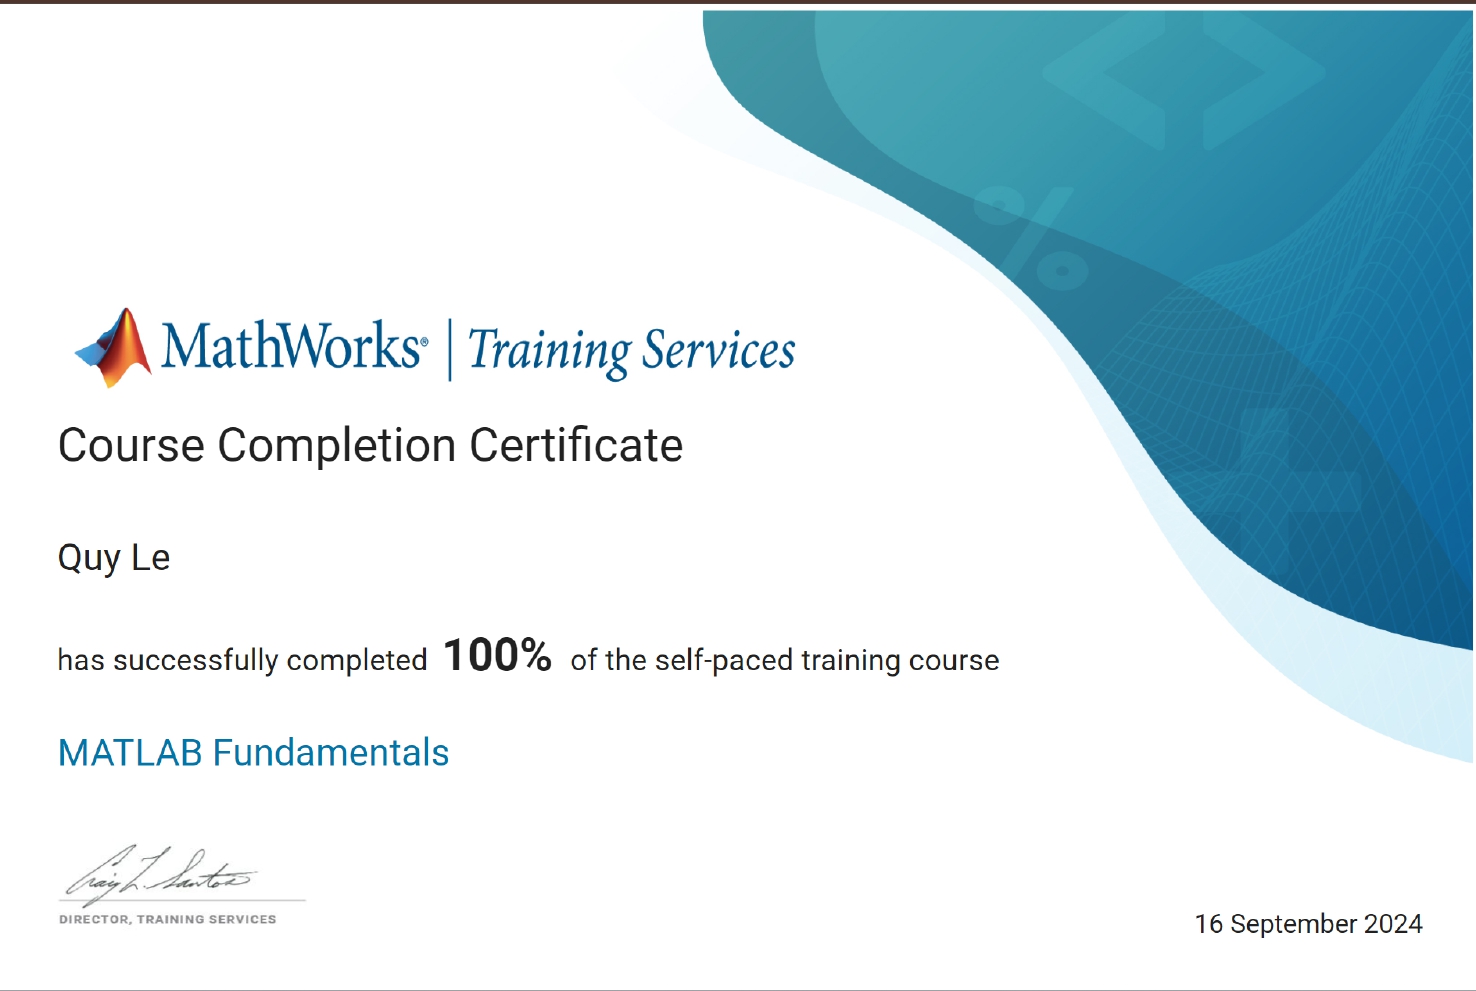 MathWorks® | Training Services
Course Completion Certificate
Quy Le
has successfully completed 100% of the self-paced training course
MATLAB Fundamentals
Craig L. Santos
DIRECTOR, TRAINING SERVICES
16 September 2024